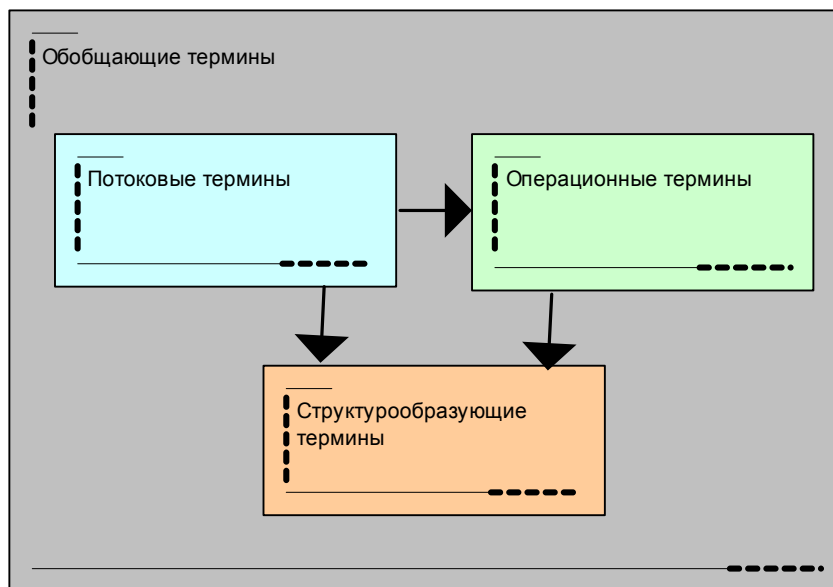 Обобщающие термины
Потоковые термины
Операционные термины
Структурообразующие
термины